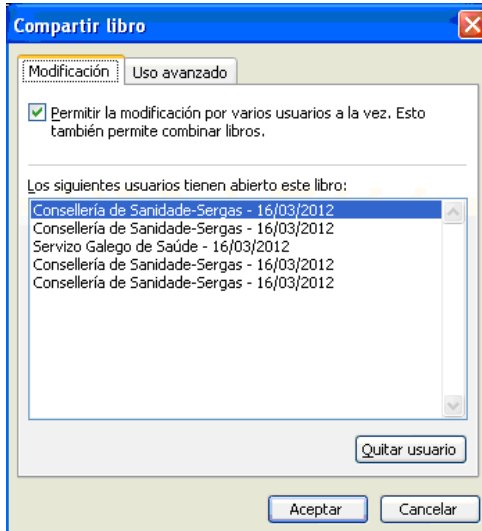 Compartir libro
Modificación
Uso avanzado
Permitir la modificación por varios usuarios a la vez. Esto
también permite combinar libros.
Los siguientes usuarios tienen abierto este libro:
Consellería de Sanidade-Sergas - 16/03/2012
Consellería de Sanidade-Sergas - 16/03/2012
Servizo Galego de Saúde - 16/03/2012
Consellería de Sanidade-Sergas - 16/03/2012
Consellería de Sanidade-Sergas - 16/03/2012
Quitar usuario
Aceptar
Cancelar